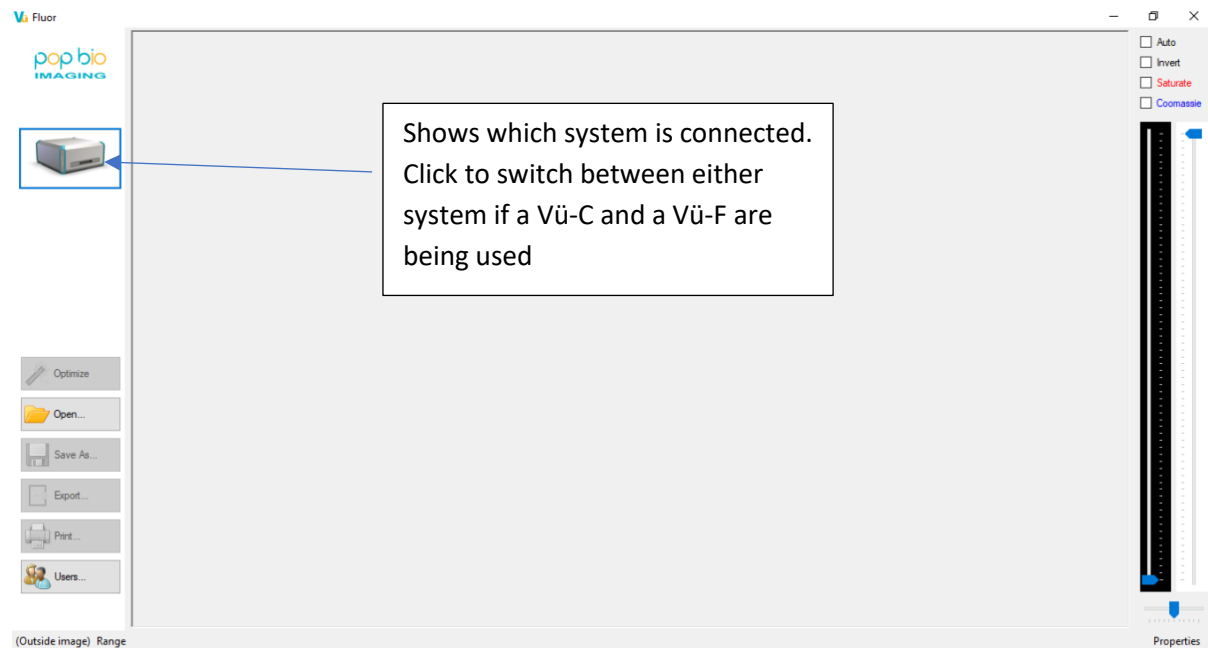 Vü Fluor
pop bio
IMAGING
Auto
Invert
Saturate
Coomassie
Shows which system is connected.
Click to switch between either
system if a Vü-C and a Vü-F are
being used
Optimize
Open...
Save As...
Export...
Print...
Users...
(Outside image) Range
Properties